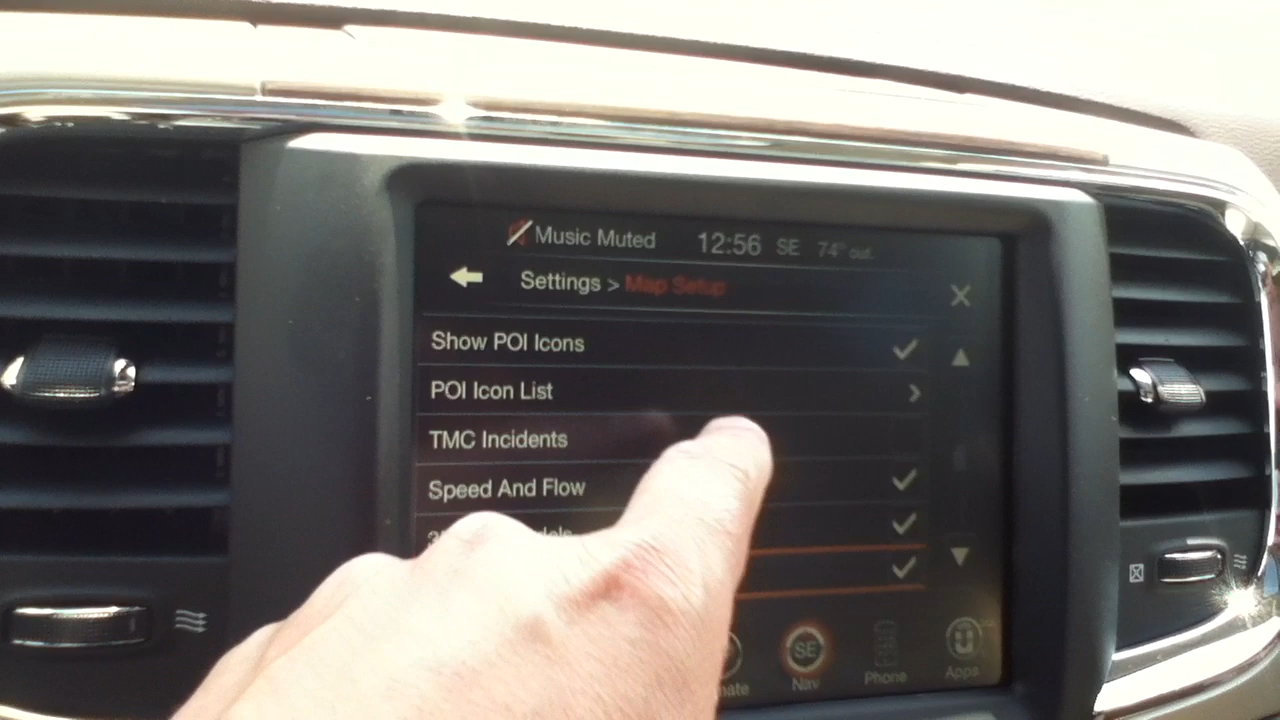 Music Muted 12:56 SE 74° out.
Settings > Map Setup
Show POI Icons
POI Icon List
TMC Incidents
Speed And Flow
SE
Nav Phone Apps